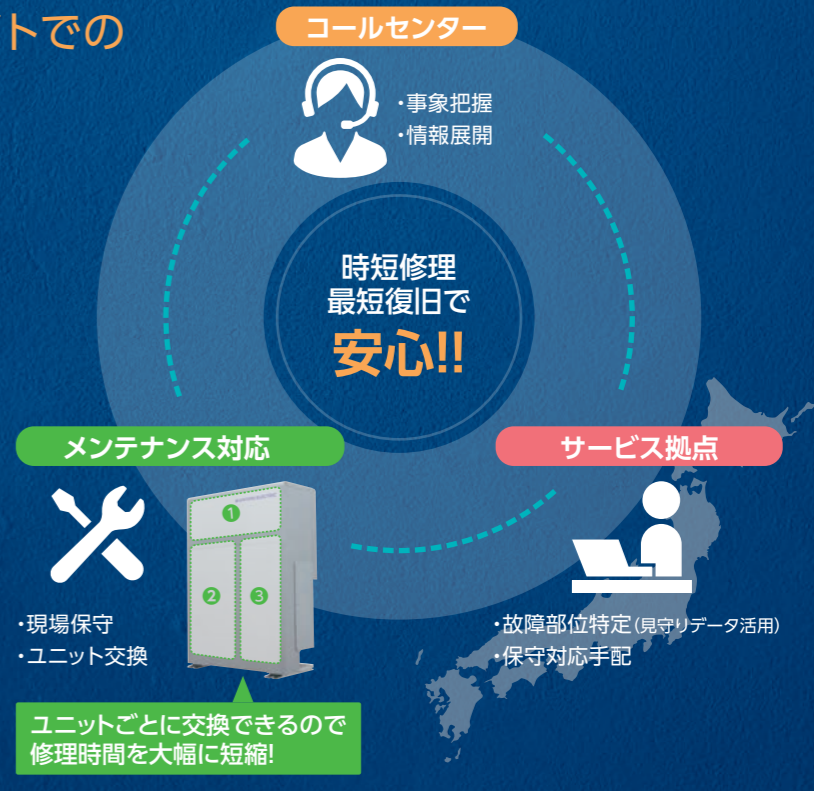 トでの
コールセンター
・事象把握
・情報展開
時短修理
最短復旧で
安心!!
メンテナンス対応
サービス拠点
1
2
3
・現場保守
・ユニット交換
・故障部位特定(見守りデータ活用)
・保守対応手配
ユニットごとに交換できるので
修理時間を大幅に短縮!